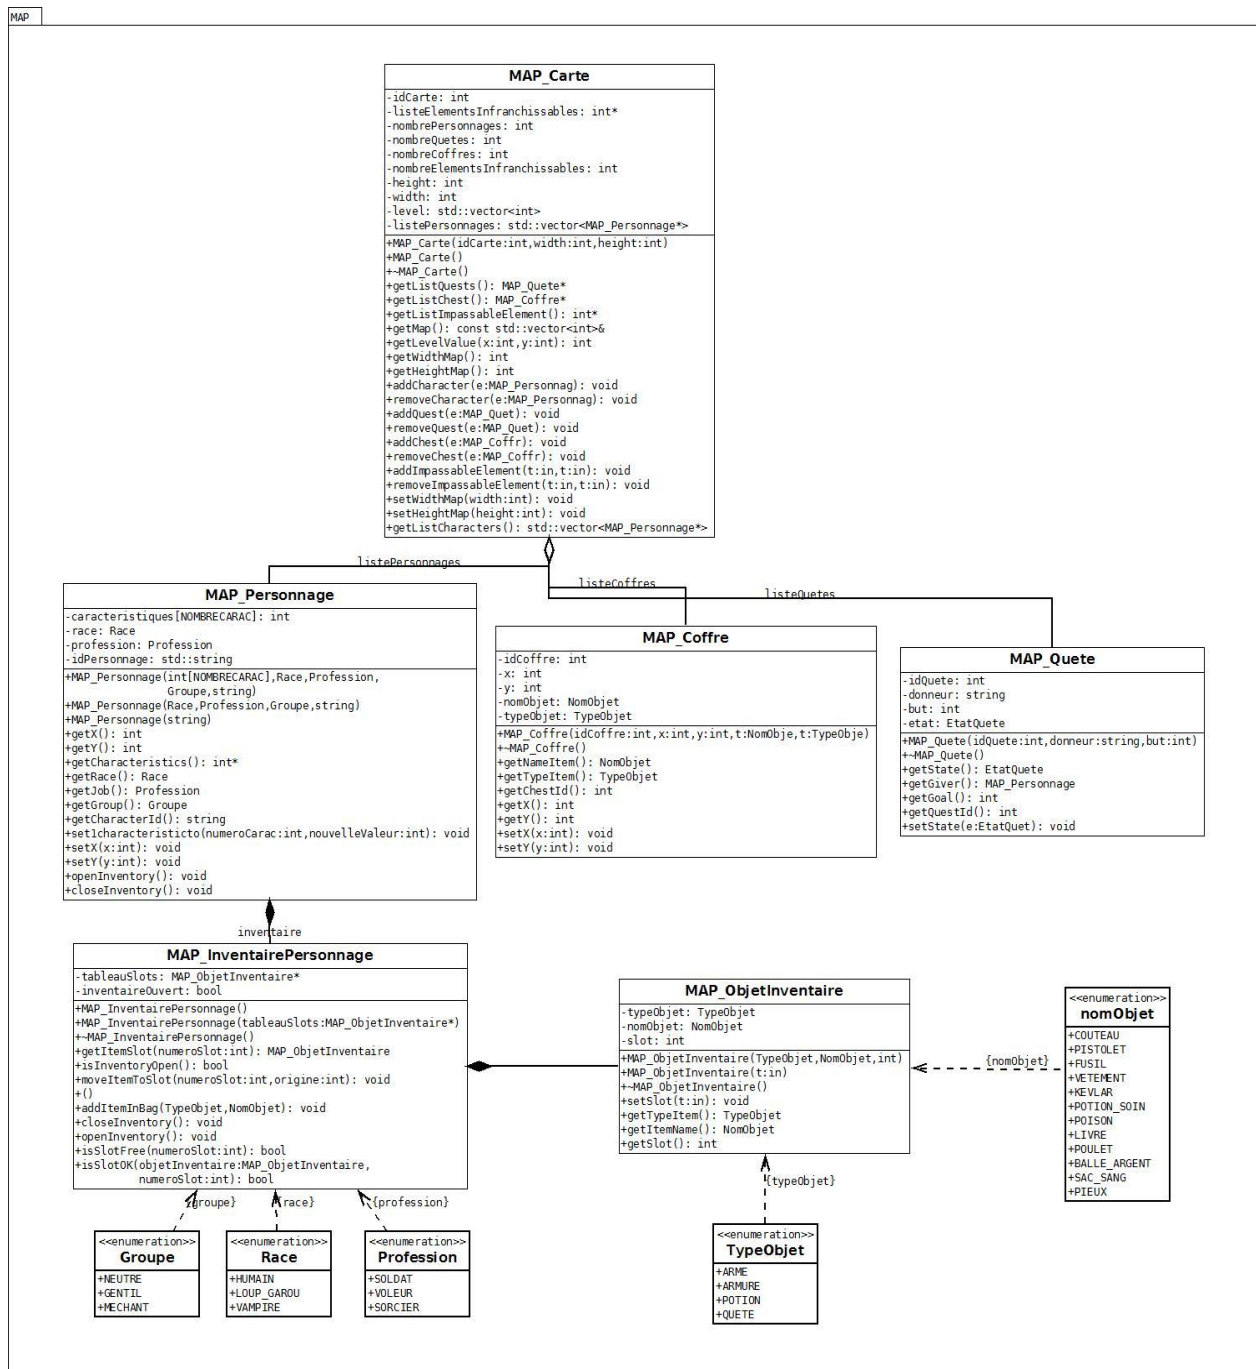 MAP
MAP_Carte
-idCarte: int
-listeElementsInfranchissables: int*
-nombrePersonnages: int
-nombreQuetes: int
-nombreCoffres: int
-nombreElementsInfranchissables: int
-height: int
-width: int
-level: std::vector<int>
-listePersonnages: std::vector<MAP_Personnage*>
+MAP_Carte(idCarte:int,width:int,height:int)
+MAP_Carte()
+~MAP_Carte()
+getListQuests(): MAP_Quete*
+getListChest(): MAP_Coffre*
+getListImpassableElement(): int*
+getMap(): const std::vector<int>&
+getLevelValue(x:int,y:int): int
+getWidthMap(): int
+getHeightMap(): int
+addCharacter(e:MAP_Personnag): void
+removeCharacter(e:MAP_Personnag): void
+addQuest(e:MAP_Quet): void
+removeQuest(e:MAP_Quet): void
+addChest(e:MAP_Coffr): void
+removeChest(e:MAP_Coffr): void
+addImpassableElement(t:in,t:in): void
+removeImpassableElement(t:in,t:in): void
+setWidthMap(width:int): void
+setHeightMap(height:int): void
+getListCharacters(): std::vector<MAP_Personnage*>
listePersonnages
listeCoffres
listeQuetes
MAP_Personnage
-caracteristiques[NOMBRECARAC]: int
-race: Race
-profession: Profession
-idPersonnage: std::string
+MAP_Personnage(int[NOMBRECARAC],Race,Profession,
Groupe,string)
+MAP_Personnage(Race,Profession,Groupe,string)
+MAP_Personnage(string)
+getX(): int
+getY(): int
+getCharacteristics(): int*
+getRace(): Race
+getJob(): Profession
+getGroup(): Groupe
+getCharacterId(): string
+set1characteristicto(numeroCarac:int,nouvelleValeur:int): void
+setX(x:int): void
+setY(y:int): void
+openInventory(): void
+closeInventory(): void
MAP_Coffre
-idCoffre: int
-x: int
-y: int
-nomObjet: NomObjet
-typeObjet: TypeObjet
+MAP_Coffre(idCoffre:int,x:int,y:int,t:NomObje,t:TypeObje)
+~MAP_Coffre()
+getNameItem(): NomObjet
+getTypeItem(): TypeObjet
+getChestId(): int
+getX(): int
+getY(): int
+setX(x:int): void
+setY(y:int): void
MAP_Quete
-idQuete: int
-donneur: string
-but: int
-etat: EtatQuete
+MAP_Quete(idQuete:int,donneur:string,but:int)
+~MAP_Quete()
+getState(): EtatQuete
+getGiver(): MAP_Personnage
+getGoal(): int
+getQuestId(): int
+setState(e:EtatQuet): void
inventaire
MAP_InventairePersonnage
-tableauSlots: MAP_ObjetInventaire*
-inventaireOuvert: bool
+MAP_InventairePersonnage()
+MAP_InventairePersonnage(tableauSlots:MAP_ObjetInventaire*)
+~MAP_InventairePersonnage()
+getItemSlot(numeroSlot:int): MAP_ObjetInventaire
+isInventoryOpen(): bool
+moveItemToSlot(numeroSlot:int,origine:int): void
+()
+addItemInBag(TypeObjet,NomObjet): void
+closeInventory(): void
+openInventory(): void
+isSlotFree(numeroSlot:int): bool
+isSlotOK(objetInventaire:MAP_ObjetInventaire,
numeroSlot:int): bool
MAP_ObjetInventaire
-typeObjet: TypeObjet
-nomObjet: NomObjet
-slot: int
+MAP_ObjetInventaire(TypeObjet,NomObjet,int)
+MAP_ObjetInventaire(t:in)
+~MAP_ObjetInventaire()
+setSlot(t:in): void
+getTypeItem(): TypeObjet
+getItemName(): NomObjet
+getSlot(): int
{nomObjet}
<<enumeration>>
nomObjet
+COUTEAU
+PISTOLET
+FUSIL
+VETEMENT
+KEVLAR
+POTION_SOIN
+POISON
+LIVRE
+POULET
+BALLE_ARGENT
+SAC_SANG
+PIEUX
{groupe}
{race}
{profession}
{typeObjet}
<<enumeration>>
Groupe
+NEUTRE
+GENTIL
+MECHANT
<<enumeration>>
Race
+HUMAIN
+LOUP_GAROU
+VAMPIRE
<<enumeration>>
Profession
+SOLDAT
+VOLEUR
+SORCIER
<<enumeration>>
TypeObjet
+ARME
+ARMURE
+POTION
+QUETE